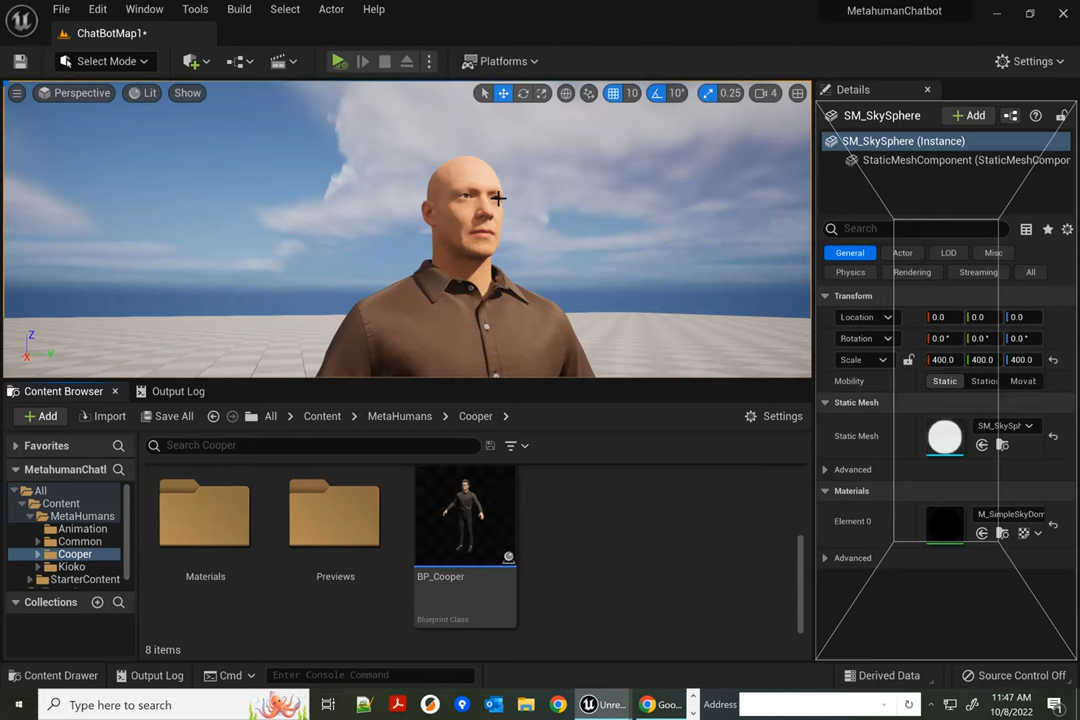 File Edit Window Tools Build Select Actor Help
MetahumanChatbot
ChatBotMap1*
Select Mode
Platforms
Settings
Perspective
Lit
Show
10
10°
0.25
4
Details
SM_SkySphere
Add
SM_SkySphere (Instance)
StaticMeshComponent (StaticMeshCompor
Search
General
Actor
LOD
Misc
Physics
Rendering
Streaming
All
Transform
Location
0.0
0.0
0.0
Rotation
0.0°
0.0°
0.0°
Scale
400.0
400.0
400.0
Mobility
Static
Statio
Movat
Static Mesh
Static Mesh
SM_SkySpl
Advanced
Materials
Element 0
M_SimpleSkyDom
Advanced
Z
X
Y
Content Browser
Output Log
Add
Import
Save All
All
Content
MetaHumans
Cooper
Settings
Favorites
Search Cooper
MetahumanChatl
All
Content
MetaHumans
Animation
Common
Cooper
Kioko
StarterContent
Collections
Materials
Previews
BP_Cooper
Blueprint Class
8 items
Content Drawer
Output Log
Cmd
Enter Console Command
Derived Data
Source Control Off
Type here to search
Unre...
Goo...
Address
11:47 AM
10/8/2022
1